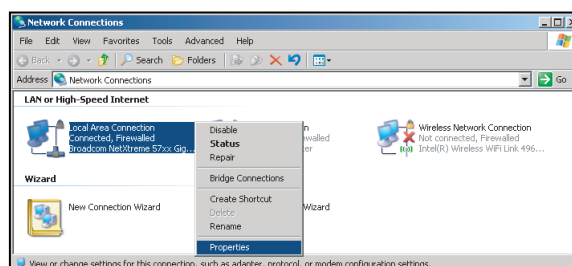 Network Connections
File Edit View Favorites Tools Advanced Help
Back Search Folders
Address Network Connections Go
LAN or High-Speed Internet
Local Area Connection
Connected, Firewalled
Broadcom NetXtreme 57xx Gig...
Disable
Status
Repair
Bridge Connections
Create Shortcut
Delete
Rename
Properties
Wireless Network Connection
Not connected, Firewalled
Intel(R) Wireless WiFi Link 496...
Wizard
New Connection Wizard
Wizard
View or change settings for this connection, such as adapter, protocol, or modem configuration settings.